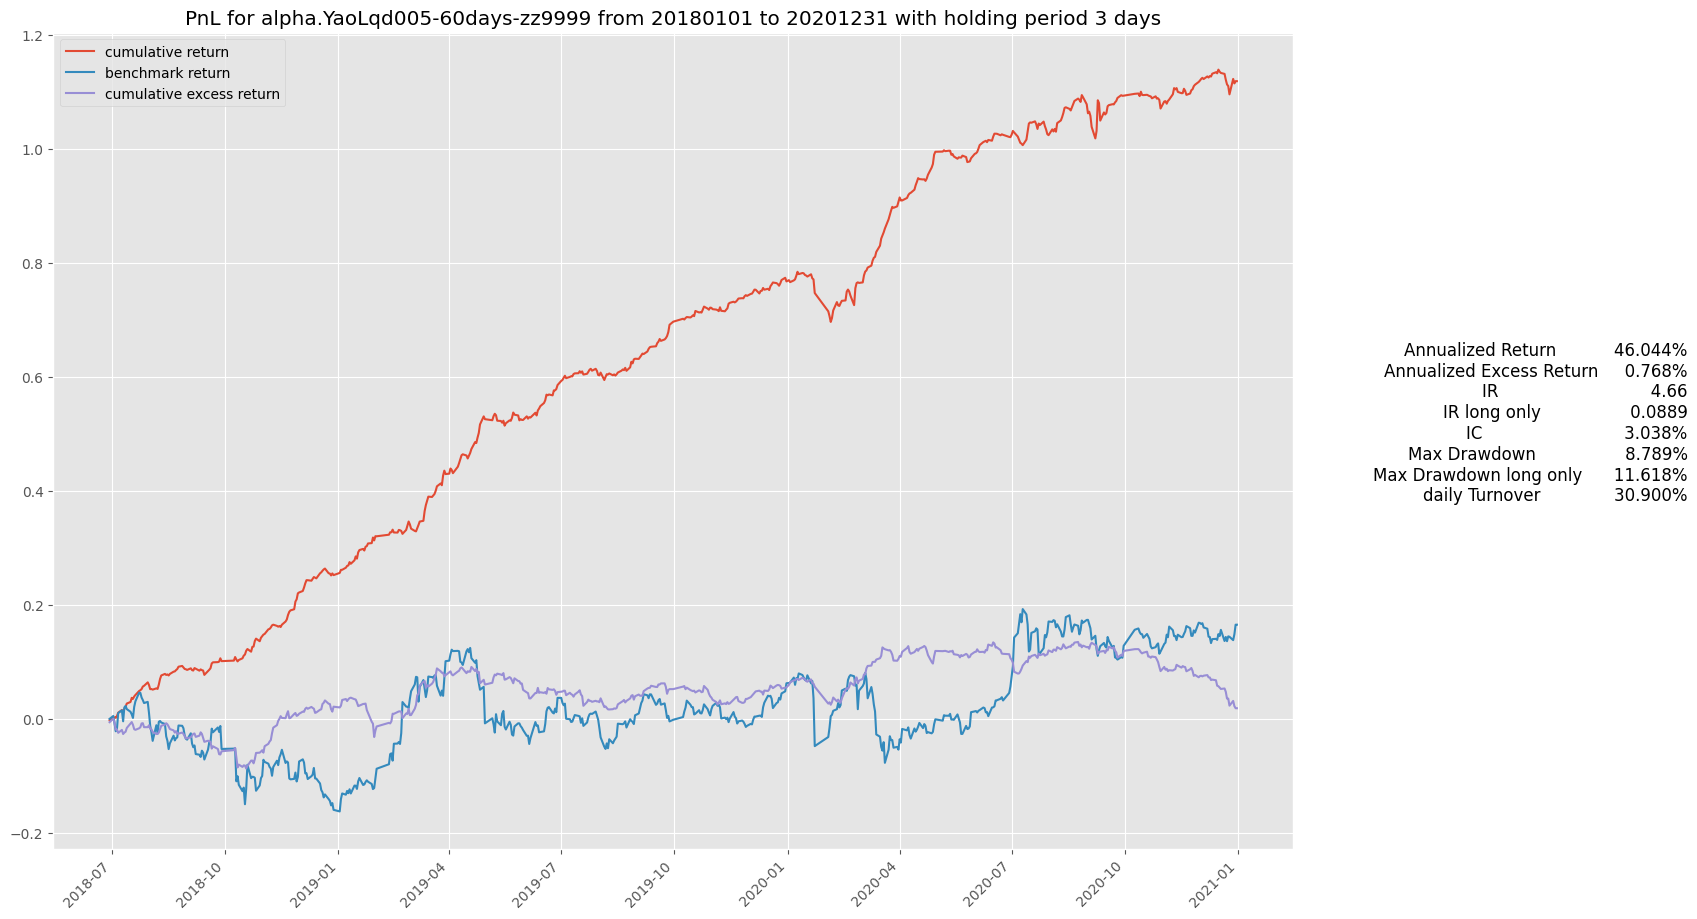 PnL for alpha.YaoLqd005-60days-zz9999 from 20180101 to 20201231 with holding period 3 days
cumulative return
benchmark return
cumulative excess return
1.2
1.0
0.8
0.6
0.4
0.2
0.0
−0.2
2018-07
2018-10
2019-01
2019-04
2019-07
2019-10
2020-01
2020-04
2020-07
2020-10
2021-01
Annualized Return 46.044%
Annualized Excess Return 0.768%
IR 4.66
IR long only 0.0889
IC 3.038%
Max Drawdown 8.789%
Max Drawdown long only 11.618%
daily Turnover 30.900%